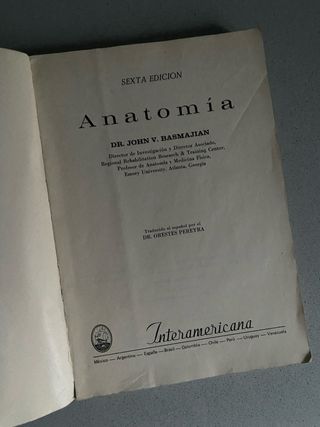 SEXTA EDICION
Anatomía
DR. JOHN V. BASMAJIAN
Director de Investigación y Director Asociado,
Regional Rehabilitation Research & Training Center,
Profesor de Anatomía y Medicina Física,
Emory University, Atlanta, Georgia
Traducido al español por el
DR. ORESTES PEREYRA
Interamericana
México — Argentina — España — Brasil — Colombia — Chile — Perú — Uruguay — Venezuela